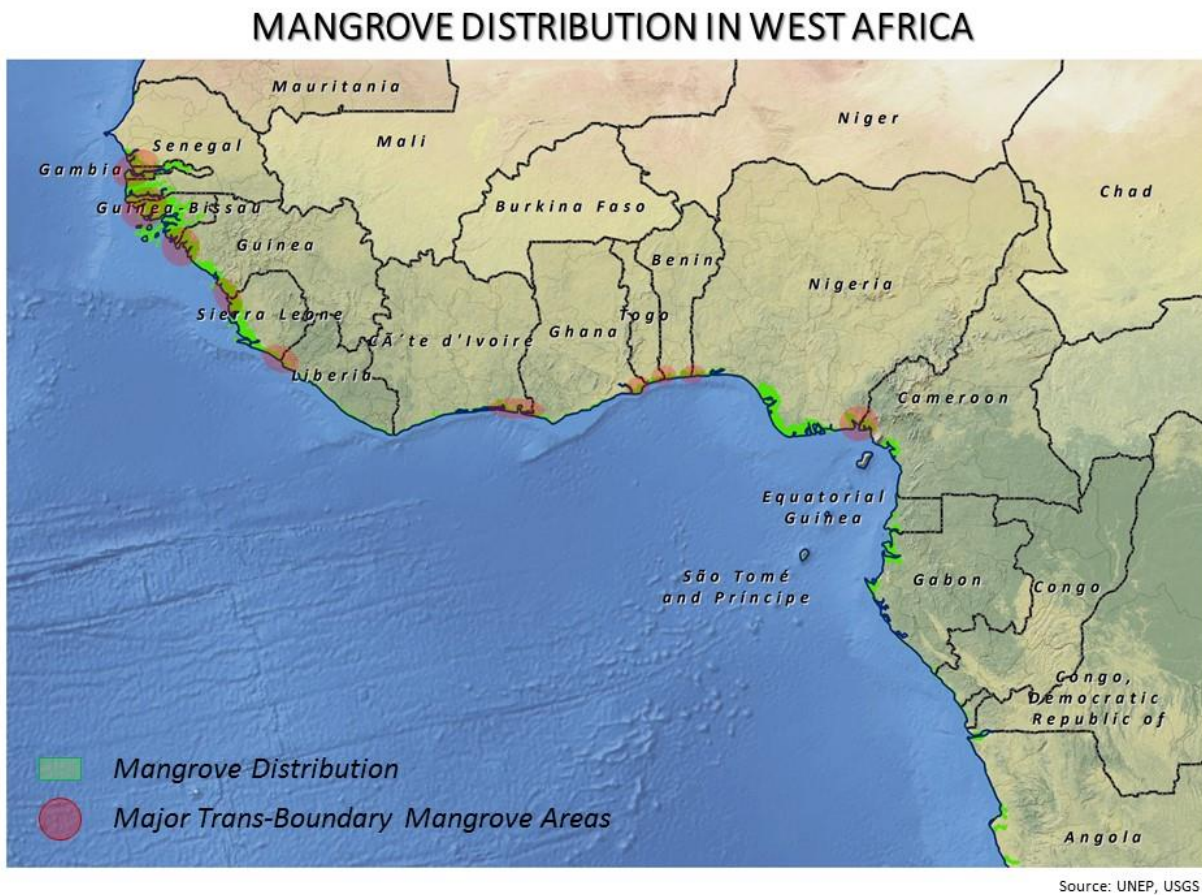 MANGROVE DISTRIBUTION IN WEST AFRICA
Mauritania
Niger
Mali
Senegal
Gambia
Chad
Guinea-Bissau
Burkina Faso
Guinea
Benin
Nigeria
Sierra Leone
Togo
Ghana
CÃ´te d'Ivoire
Liberia
Cameroon
Equatorial
Guinea
São Tomé
and Príncipe
Gabon
Congo
Congo,
Democratic
Republic of
Mangrove Distribution
Major Trans-Boundary Mangrove Areas
Angola
Source: UNEP, USGS